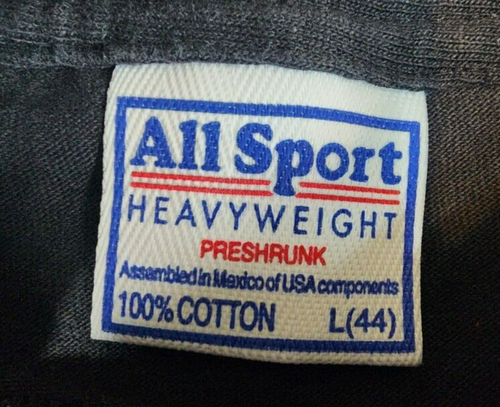 All Sport
HEAVYWEIGHT
PRESHRUNK
Assembled in Mexico of USA components
100% COTTON L(44)